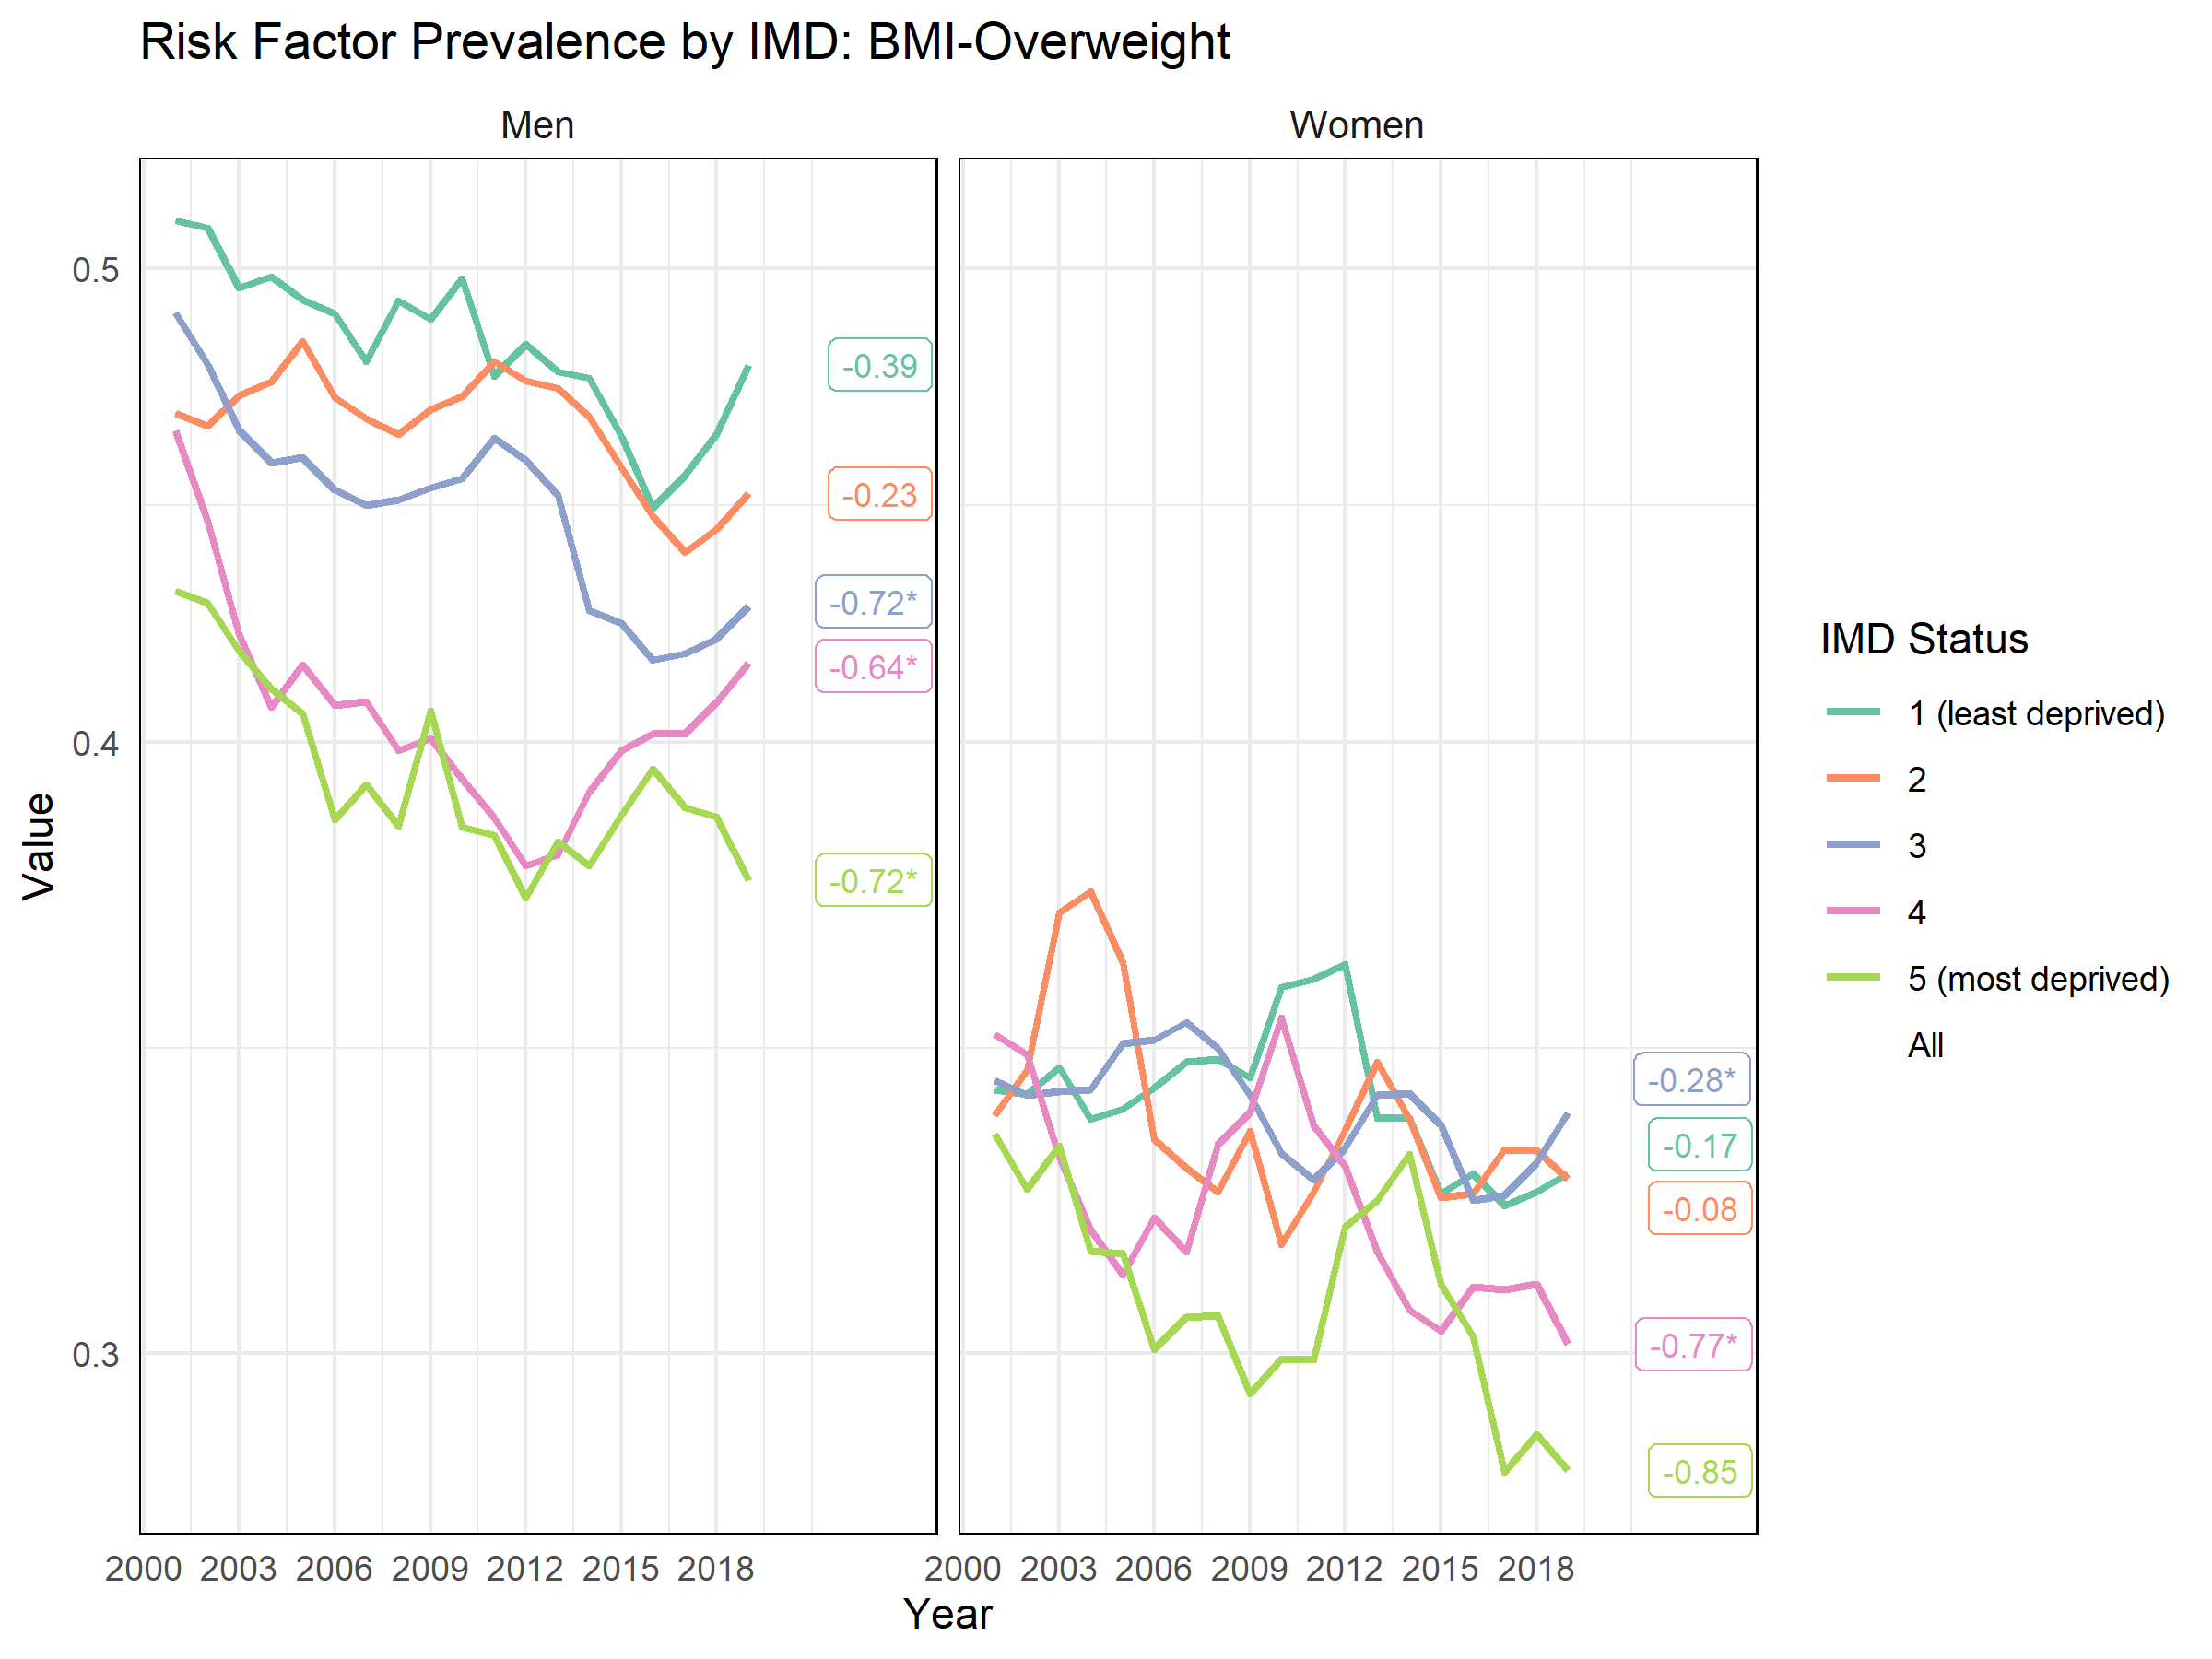 Risk Factor Prevalence by IMD: BMI-Overweight
Men
Women
0.5
0.4
0.3
Value
-0.39
-0.23
-0.72*
-0.64*
-0.72*
-0.28*
-0.17
-0.08
-0.77*
-0.85
2000 2003 2006 2009 2012 2015 2018
2000 2003 2006 2009 2012 2015 2018
Year
IMD Status
1 (least deprived)
2
3
4
5 (most deprived)
All